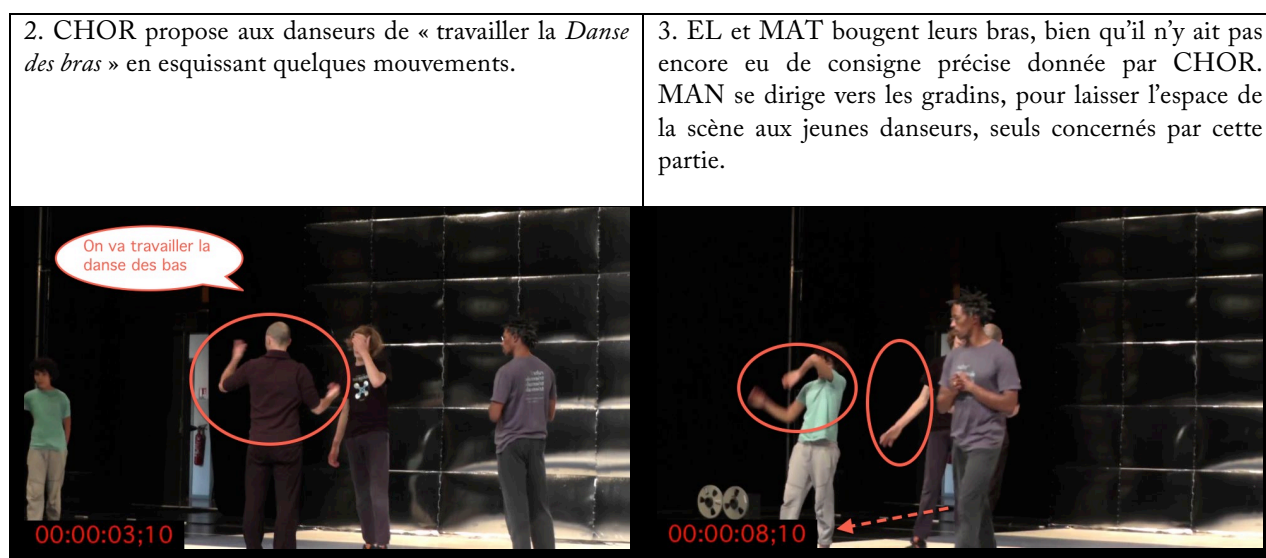 2. CHOR propose aux danseurs de « travailler la Danse
des bras » en esquissant quelques mouvements.
3. EL et MAT bougent leurs bras, bien qu'il n'y ait pas
encore eu de consigne précise donnée par CHOR.
MAN se dirige vers les gradins, pour laisser l'espace de
la scène aux jeunes danseurs, seuls concernés par cette
partie.
On va travailler la
danse des bas
00:00:03;10
00:00:08;10